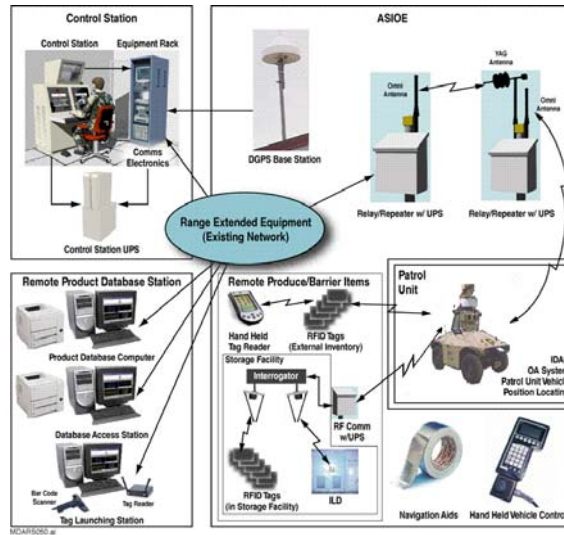 Control Station
Control Station
Equipment Rack
Comms
Electronics
Control Station UPS
ASIOE
DGPS Base Station
Omni
Antenna
YAG
Antenna
Omni
Antenna
Relay/Repeater w/ UPS
Relay/Repeater w/ UPS
Range Extended Equipment
(Existing Network)
Remote Product Database Station
Product Database Computer
Database Access Station
Bar Code
Scanner
Tag Reader
Tag Launching Station
Remote Produce/Barrier Items
Hand Held
Tag Reader
RFID Tags
(External Inventory)
Storage Facility
Interrogator
RF Comm
w/UPS
RFID Tags
(in Storage Facility)
ILD
Patrol
Unit
IDA
OA System
Patrol Unit Vehicle
Position Locatin
Navigation Aids
Hand Held Vehicle Control
MDARS050.ai